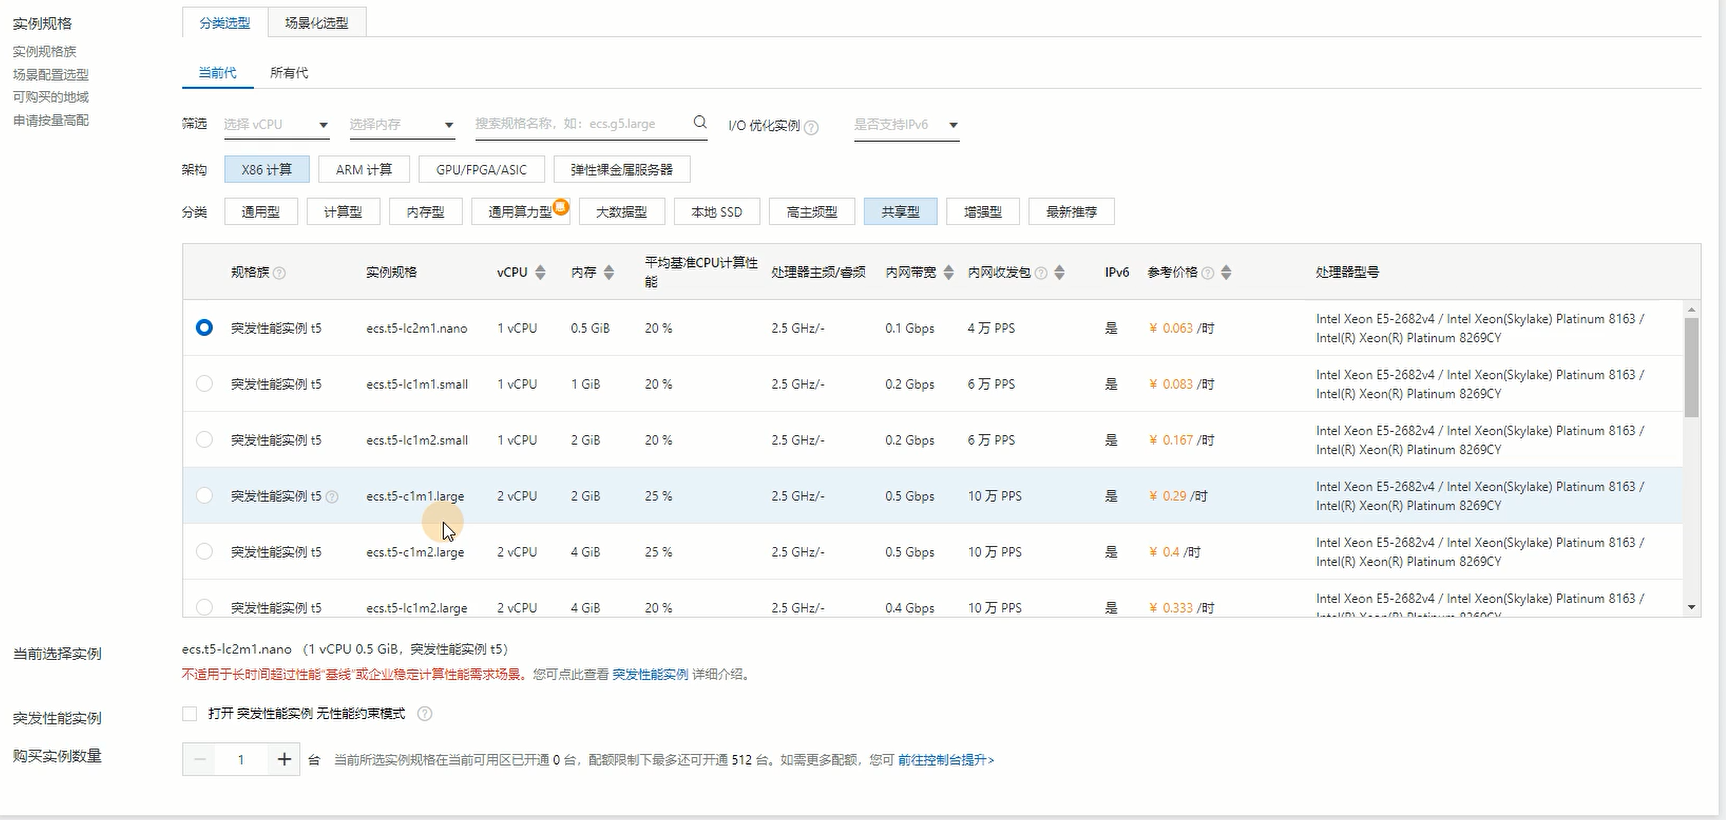 实例规格
实例规格族
场景配置选型
可购买的地域
申请按量高配
分类选型 场景化选型
当前代 所有代
筛选 选择 vCPU 选择内存 搜索规格名称，如：ecs.g5.large I/O 优化实例 ? 是否支持IPv6
架构 X86 计算 ARM 计算 GPU/FPGA/ASIC 弹性裸金属服务器
分类 通用型 计算型 内存型 通用算力型 惠 大数据型 本地 SSD 高主频型 共享型 增强型 最新推荐
规格族 ? 实例规格 vCPU 内存 平均基准CPU计算性能 处理器主频/睿频 内网带宽 内网收发包 ? IPv6 参考价格 ? 处理器型号
突发性能实例 t5 ecs.t5-lc2m1.nano 1 vCPU 0.5 GiB 20 % 2.5 GHz/- 0.1 Gbps 4 万 PPS 是 ¥ 0.063 /时 Intel Xeon E5-2682v4 / Intel Xeon(Skylake) Platinum 8163 /
Intel(R) Xeon(R) Platinum 8269CY
突发性能实例 t5 ecs.t5-lc1m1.small 1 vCPU 1 GiB 20 % 2.5 GHz/- 0.2 Gbps 6 万 PPS 是 ¥ 0.083 /时 Intel Xeon E5-2682v4 / Intel Xeon(Skylake) Platinum 8163 /
Intel(R) Xeon(R) Platinum 8269CY
突发性能实例 t5 ecs.t5-lc1m2.small 1 vCPU 2 GiB 20 % 2.5 GHz/- 0.2 Gbps 6 万 PPS 是 ¥ 0.167 /时 Intel Xeon E5-2682v4 / Intel Xeon(Skylake) Platinum 8163 /
Intel(R) Xeon(R) Platinum 8269CY
突发性能实例 t5 ? ecs.t5-c1m1.large 2 vCPU 2 GiB 25 % 2.5 GHz/- 0.5 Gbps 10 万 PPS 是 ¥ 0.29 /时 Intel Xeon E5-2682v4 / Intel Xeon(Skylake) Platinum 8163 /
Intel(R) Xeon(R) Platinum 8269CY
突发性能实例 t5 ecs.t5-c1m2.large 2 vCPU 4 GiB 25 % 2.5 GHz/- 0.5 Gbps 10 万 PPS 是 ¥ 0.4 /时 Intel Xeon E5-2682v4 / Intel Xeon(Skylake) Platinum 8163 /
Intel(R) Xeon(R) Platinum 8269CY
突发性能实例 t5 ecs.t5-lc1m2.large 2 vCPU 4 GiB 20 % 2.5 GHz/- 0.4 Gbps 10 万 PPS 是 ¥ 0.333 /时 Intel Xeon E5-2682v4 / Intel Xeon(Skylake) Platinum 8163 /
Intel(R) Xeon(R) Platinum 8269CY
当前选择实例 ecs.t5-lc2m1.nano （1 vCPU 0.5 GiB，突发性能实例 t5）
不适用于长时间超过性能“基线”或企业稳定计算性能需求场景。您可点此查看 突发性能实例 详细介绍。
突发性能实例 打开 突发性能实例 无性能约束模式 ?
购买实例数量 − 1 + 台 当前所选实例规格在当前可用区已开通 0 台，配额限制下最多还可开通 512 台。如需更多配额，您可 前往控制台提升>